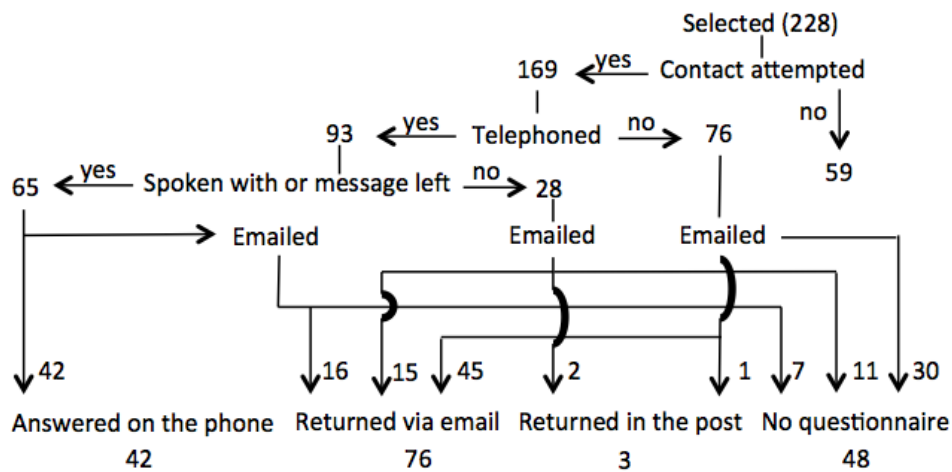 Selected (228)
169 yes Contact attempted
no
93 yes Telephoned no 76
59
65 yes Spoken with or message left no 28
Emailed Emailed Emailed
42 16 15 45 2 1 7 11 30
Answered on the phone Returned via email Returned in the post No questionnaire
42 76 3 48